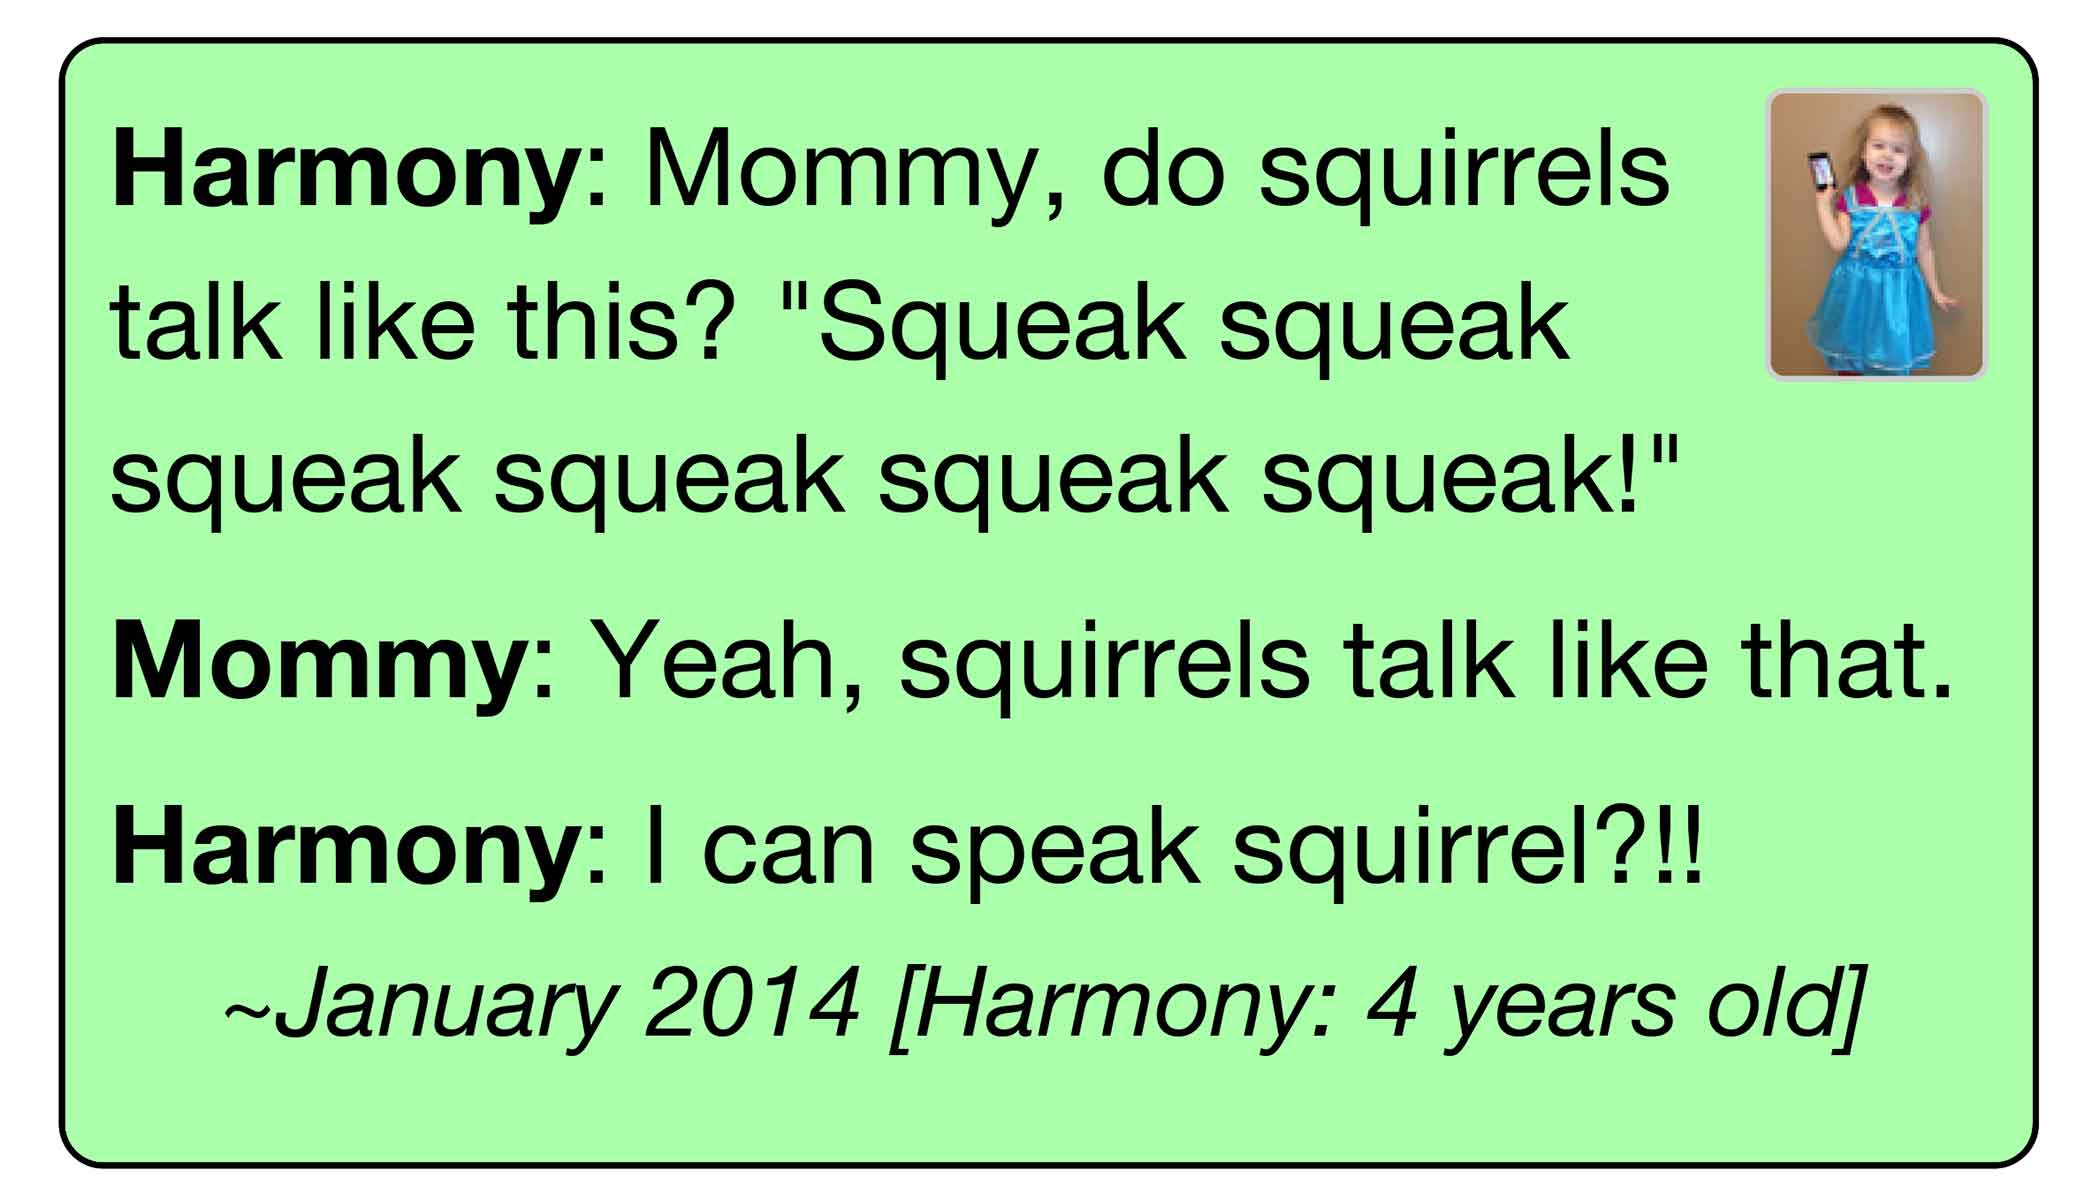 Harmony: Mommy, do squirrels
talk like this? "Squeak squeak
squeak squeak squeak squeak!"
Mommy: Yeah, squirrels talk like that.
Harmony: I can speak squirrel?!!
~January 2014 [Harmony: 4 years old]